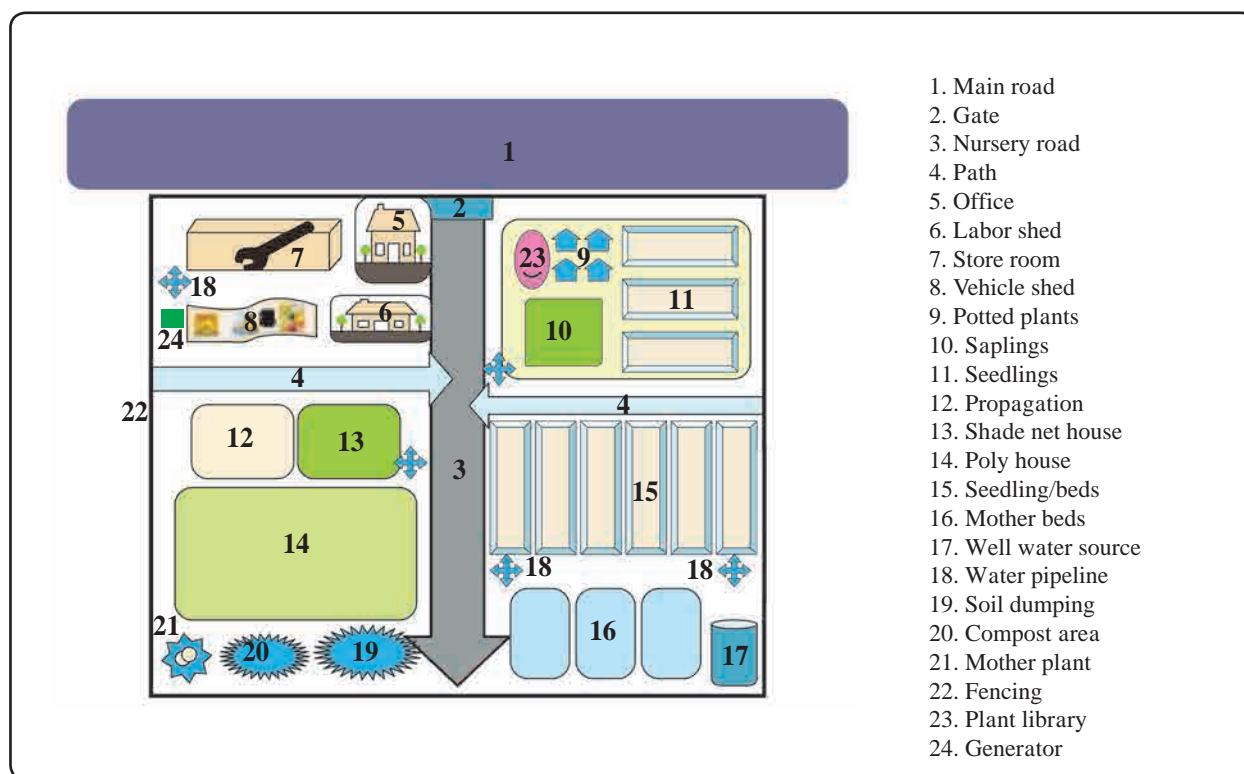 1
2
5
7
23
9
11
18
8
6
10
24
4
4
22
12
13
3
15
14
18
18
21
20
19
16
17
1. Main road
2. Gate
3. Nursery road
4. Path
5. Office
6. Labor shed
7. Store room
8. Vehicle shed
9. Potted plants
10. Saplings
11. Seedlings
12. Propagation
13. Shade net house
14. Poly house
15. Seedling/beds
16. Mother beds
17. Well water source
18. Water pipeline
19. Soil dumping
20. Compost area
21. Mother plant
22. Fencing
23. Plant library
24. Generator